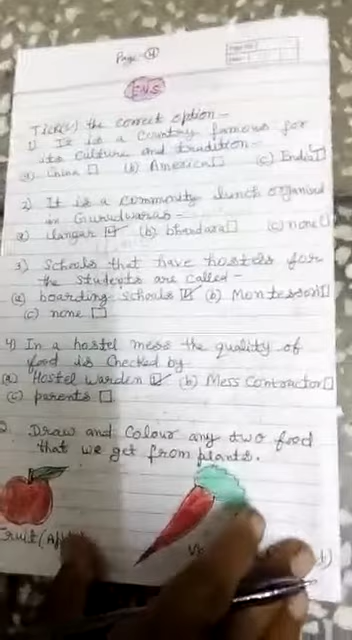 Page-4
E.V.S
Tick(✓) the correct option-
1) It is a country famous for
its culture and tradition-
(a) China (b) America (c) India
2) It is a community lunch organised
in Gurudwaras-
a) langar (b) bhandara (c) none
3) Schools that have hostels for
the students are called-
(a) boarding schools (b) Montessori
(c) none
4) In a hostel mess the quality of
food is checked by
(a) Hostel warden (b) Mess Contractor
(c) parents
Draw and Colour any two food
that we get from plants.